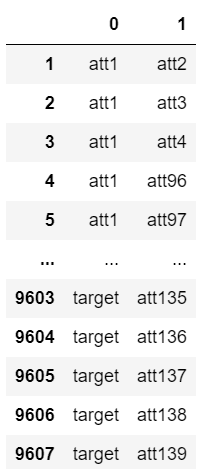 0 1
1 att1 att2
2 att1 att3
3 att1 att4
4 att1 att96
5 att1 att97
... ... ...
9603 target att135
9604 target att136
9605 target att137
9606 target att138
9607 target att139